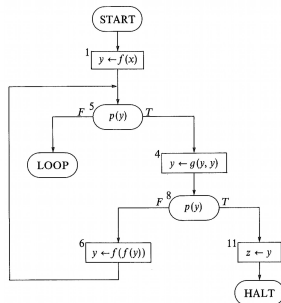 START
1
y ← f(x)
5
F
p(y)
T
LOOP
4
y ← g(y, y)
8
F
p(y)
T
6
y ← f(f(y))
11
z ← y
HALT